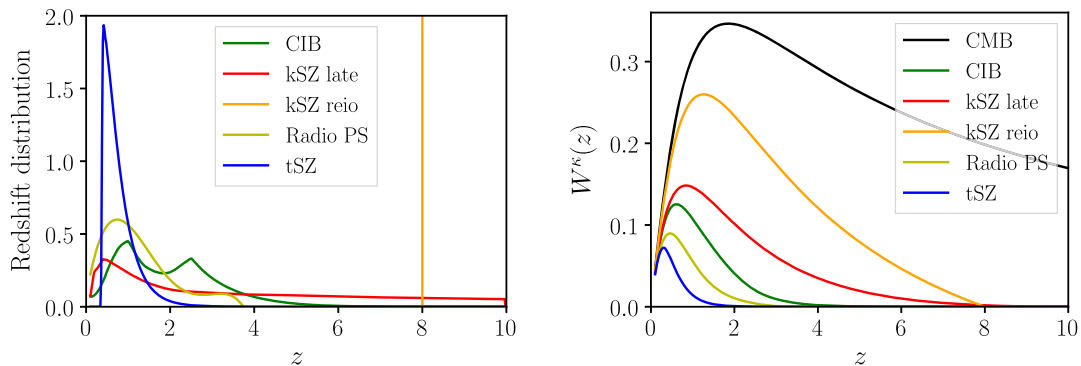 Redshift distribution
2.0
1.5
1.0
0.5
0.0
0 2 4 6 8 10
z
CIB
kSZ late
kSZ reio
Radio PS
tSZ
W^κ(z)
0.3
0.2
0.1
0.0
0 2 4 6 8 10
z
CMB
CIB
kSZ late
kSZ reio
Radio PS
tSZ